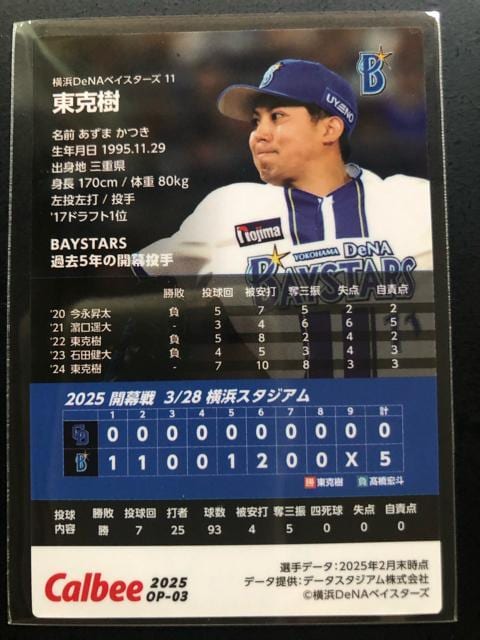 横浜DeNAベイスターズ 11
東克樹
名前 あずま かつき
生年月日 1995.11.29
出身地 三重県
身長 170cm / 体重 80kg
左投左打 / 投手
'17ドラフト1位
B
UYENO
nojima
YOKOHAMA DeNA
BAYSTARS
BAYSTARS
過去5年の開幕投手
勝敗 投球回 被安打 奪三振 失点 自責点
'20 今永昇太 負 5 7 5 2 2
'21 濵口遥大 - 3 4 6 6 5
'22 東克樹 負 5 8 2 4 2
'23 石田健大 負 4 5 3 4 3
'24 東克樹 - 7 10 8 3 3
2025 開幕戦 3/28 横浜スタジアム
1 2 3 4 5 6 7 8 9 計
CD 0 0 0 0 0 0 0 0 0 0
B 1 1 0 0 1 2 0 0 X 5
勝 東克樹 負 髙橋宏斗
投球内容 勝敗 投球回 打者 球数 被安打 奪三振 四死球 失点 自責点
勝 7 25 93 4 5 0 0 0
選手データ:2025年2月末時点
データ提供:データスタジアム株式会社
©横浜DeNAベイスターズ
Calbee 2025
OP-03